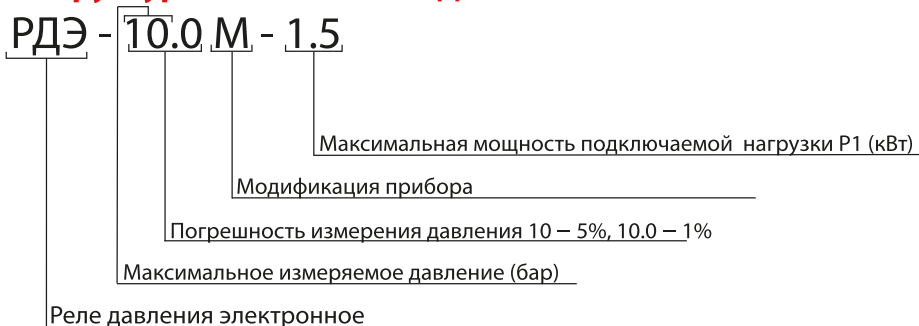 РДЭ - 10.0 М - 1.5
Максимальная мощность подключаемой нагрузки P1 (кВт)
Модификация прибора
Погрешность измерения давления 10 – 5%, 10.0 – 1%
Максимальное измеряемое давление (бар)
Реле давления электронное